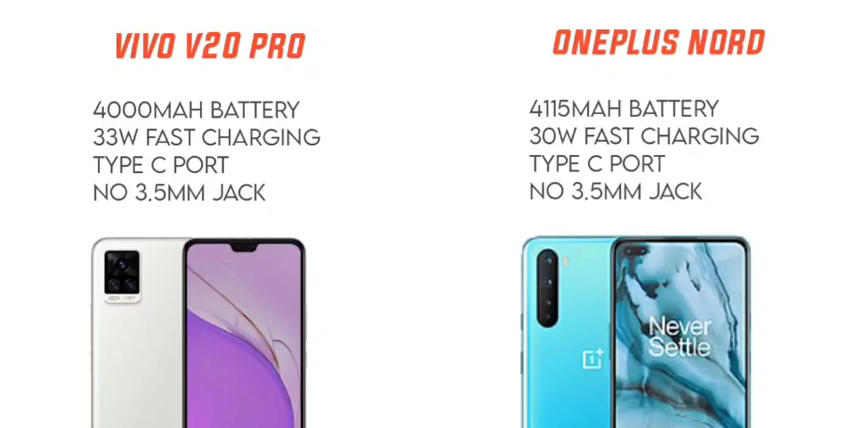 VIVO V20 PRO
4000MAH BATTERY
33W FAST CHARGING
TYPE C PORT
NO 3.5MM JACK
ONEPLUS NORD
4115MAH BATTERY
30W FAST CHARGING
TYPE C PORT
NO 3.5MM JACK
1+
Never
Settle